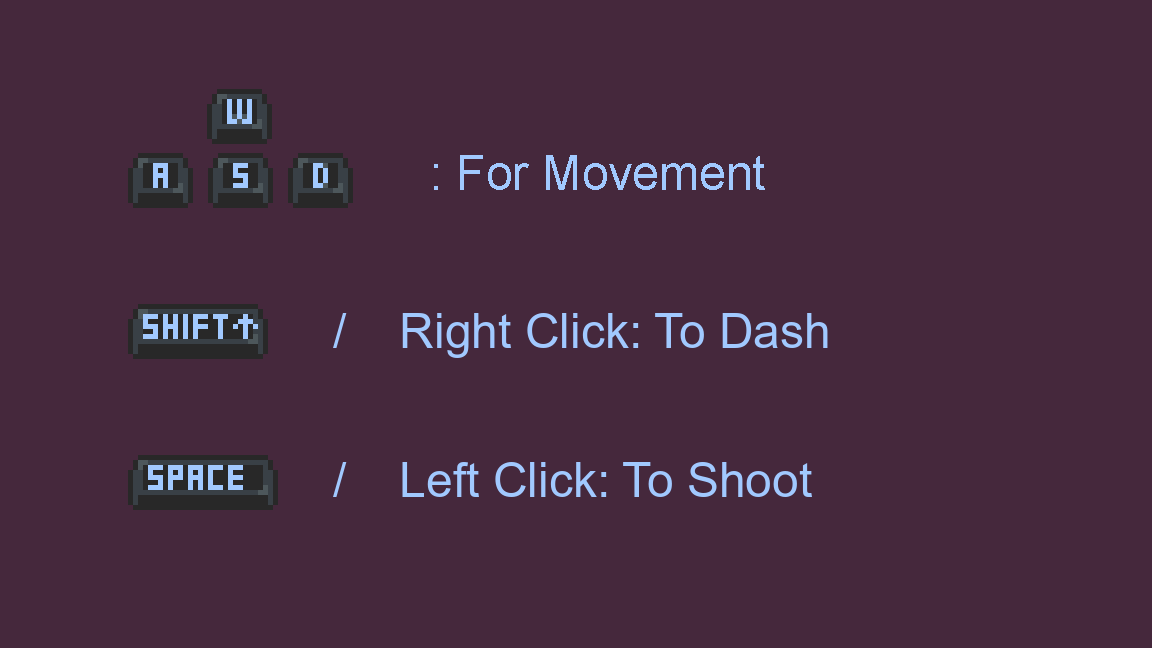 W
A S D : For Movement
SHIFT↑ / Right Click: To Dash
SPACE / Left Click: To Shoot